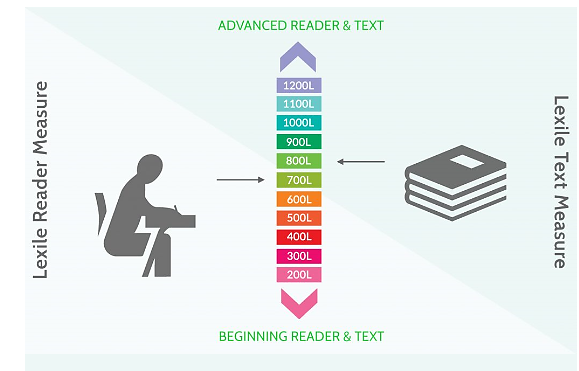 ADVANCED READER & TEXT
Lexile Reader Measure
1200L
1100L
1000L
900L
800L
700L
600L
500L
400L
300L
200L
Lexile Text Measure
BEGINNING READER & TEXT